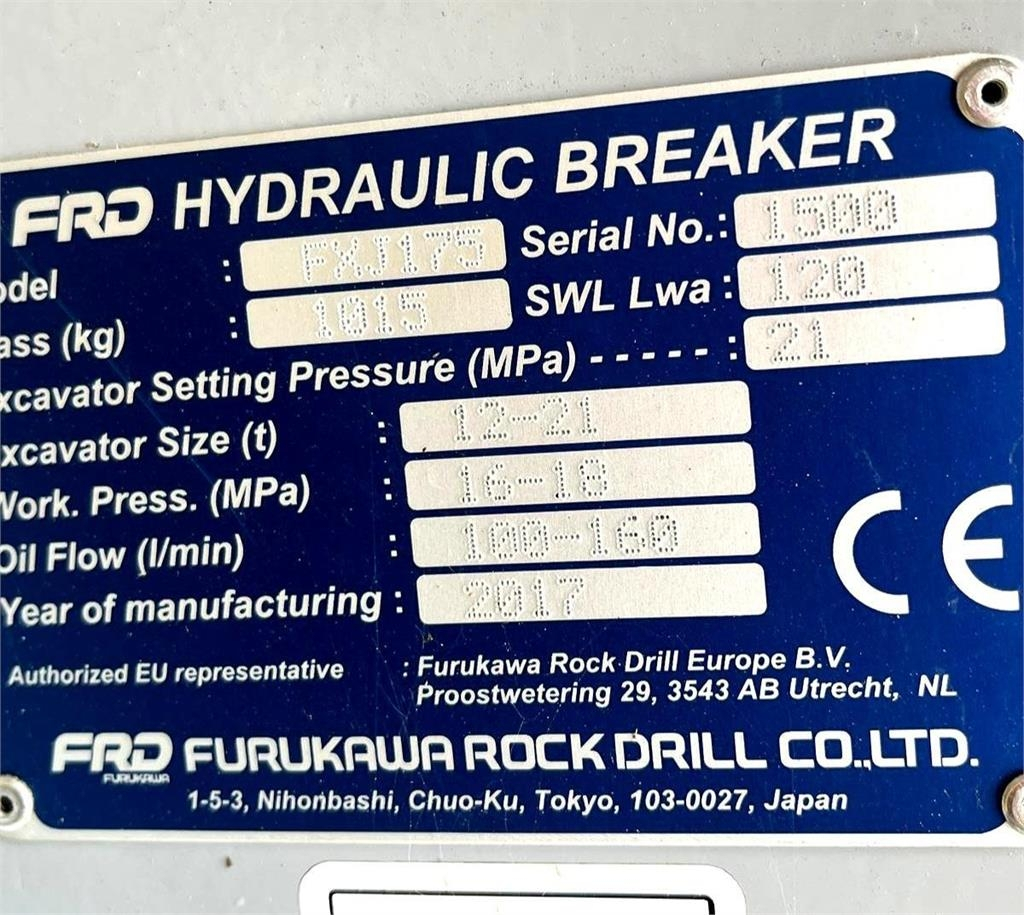 FRD HYDRAULIC BREAKER
odel : FXJ175 Serial No.: 1500
ass (kg) : 1015 SWL Lwa : 120
xcavator Setting Pressure (MPa) - - - - - : 21
xcavator Size (t) : 12-21
Work. Press. (MPa) : 16-18
Oil Flow (l/min) : 100-160
Year of manufacturing : 2017
CE
Authorized EU representative : Furukawa Rock Drill Europe B.V.
Proostwetering 29, 3543 AB Utrecht, NL
FRD FURUKAWA FURUKAWA ROCK DRILL CO.,LTD.
1-5-3, Nihonbashi, Chuo-Ku, Tokyo, 103-0027, Japan